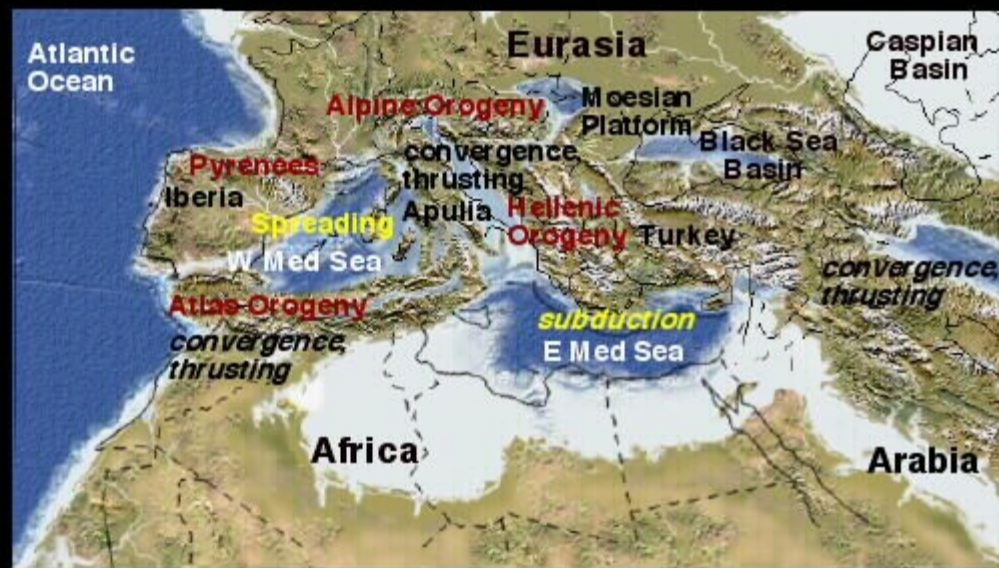 Atlantic
Ocean
Eurasia
Caspian
Basin
Alpine Orogeny
Moesian
Platform
Black Sea
Basin
convergence,
thrusting
Pyrenees
Iberia
Spreading
Apulia
Hellenic
Orogeny
Turkey
W Med Sea
convergence,
thrusting
Atlas Orogeny
subduction
E Med Sea
convergence,
thrusting
Africa
Arabia